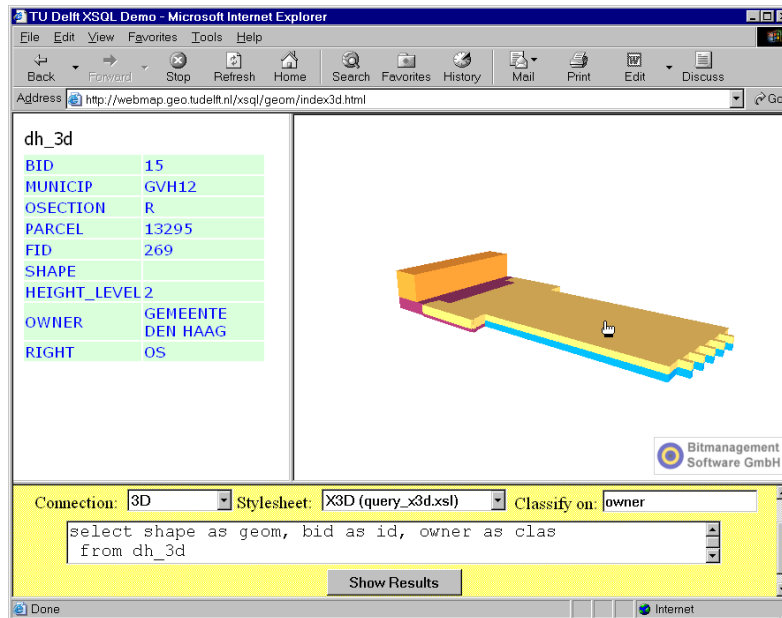 TU Delft XSQL Demo - Microsoft Internet Explorer
File Edit View Favorites Tools Help
Back Forward Stop Refresh Home Search Favorites History Mail Print Edit Discuss
Address http://webmap.geo.tudelft.nl/xsql/geom/index3d.html Go
dh_3d
BID 15
MUNICIP GVH12
OSECTION R
PARCEL 13295
FID 269
SHAPE
HEIGHT_LEVEL 2
OWNER GEMEENTE
DEN HAAG
RIGHT OS
Bitmanagement
Software GmbH
Connection: 3D Stylesheet: X3D (query_x3d.xsl) Classify on: owner
select shape as geom, bid as id, owner as clas
from dh_3d
Show Results
Done Internet